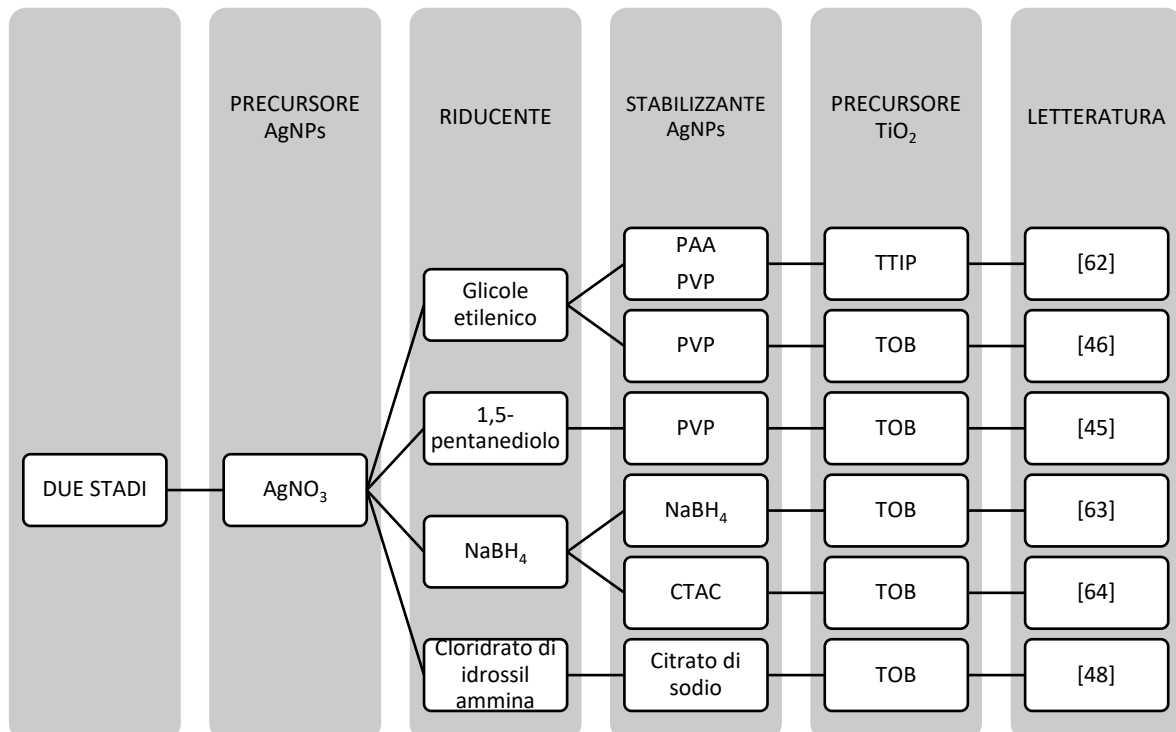 PRECURSORE
AgNPs
RIDUCENTE
STABILIZZANTE
AgNPs
PRECURSORE
TiO₂
LETTERATURA
DUE STADI
AgNO₃
Glicole
etilenico
PAA
PVP
TTIP
[62]
PVP
TOB
[46]
1,5-
pentanediolo
PVP
TOB
[45]
NaBH₄
NaBH₄
TOB
[63]
CTAC
TOB
[64]
Cloridrato di
idrossil
ammina
Citrato di
sodio
TOB
[48]